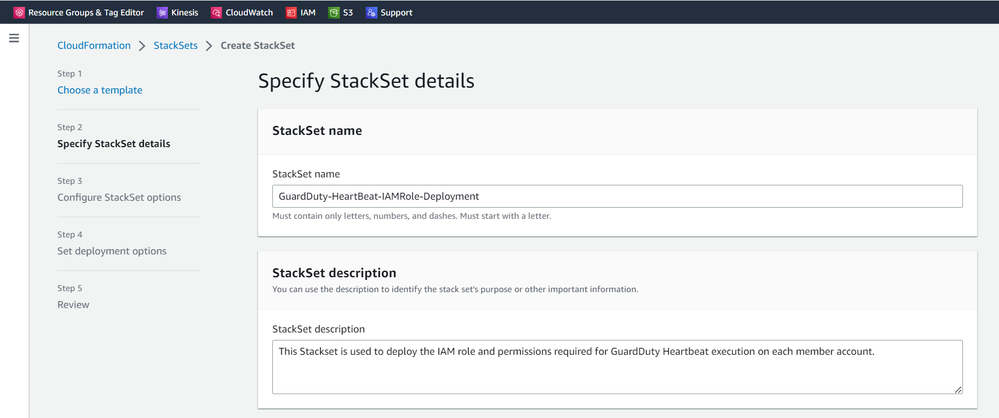 Resource Groups & Tag Editor Kinesis CloudWatch IAM S3 Support
CloudFormation StackSets Create StackSet
Step 1
Choose a template
Step 2
Specify StackSet details
Step 3
Configure StackSet options
Step 4
Set deployment options
Step 5
Review
Specify StackSet details
StackSet name
StackSet name
GuardDuty-HeartBeat-IAMRole-Deployment
Must contain only letters, numbers, and dashes. Must start with a letter.
StackSet description
You can use the description to identify the stack set's purpose or other important information.
StackSet description
This Stackset is used to deploy the IAM role and permissions required for GuardDuty Heartbeat execution on each member account.